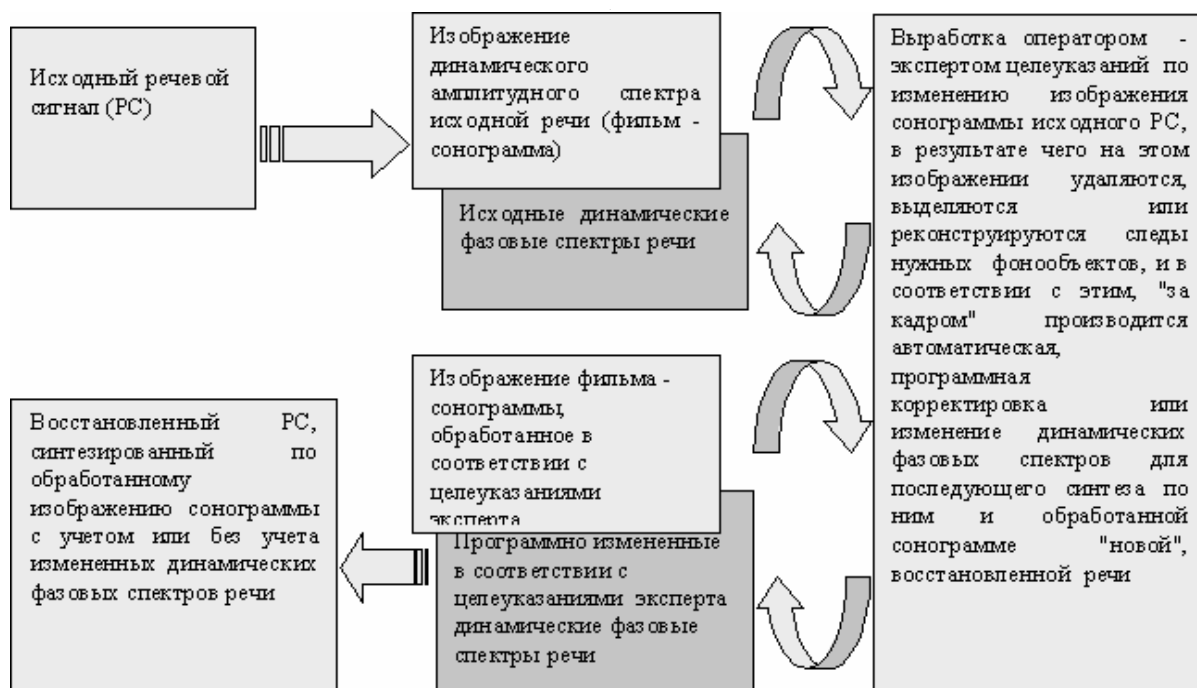 Исходный речевой
сигнал (РС)
Изображение
динамического
амплитудного спектра
исходной речи (фильм -
сонограмма)
Исходные динамические
фазовые спектры речи
Выработка оператором -
экспертом целеуказаний по
изменению изображения
сонограммы исходного РС,
в результате чего на этом
изображении удаляются,
выделяются или
реконструируются следы
нужных фонообъектов, и в
соответствии с этим, "за
кадром" производится
автоматическая,
программная
корректировка или
изменение динамических
фазовых спектров для
последующего синтеза по
ним и обработанной
сонограмме "новой",
восстановленной речи
Изображение фильма -
сонограммы,
обработанное в
соответствии с
целеуказаниями
эксперта
Программно измененные
в соответствии с
целеуказаниями эксперта
динамические фазовые
спектры речи
Восстановленный РС,
синтезированный по
обработанному
изображению сонограммы
с учетом или без учета
измененных динамических
фазовых спектров речи